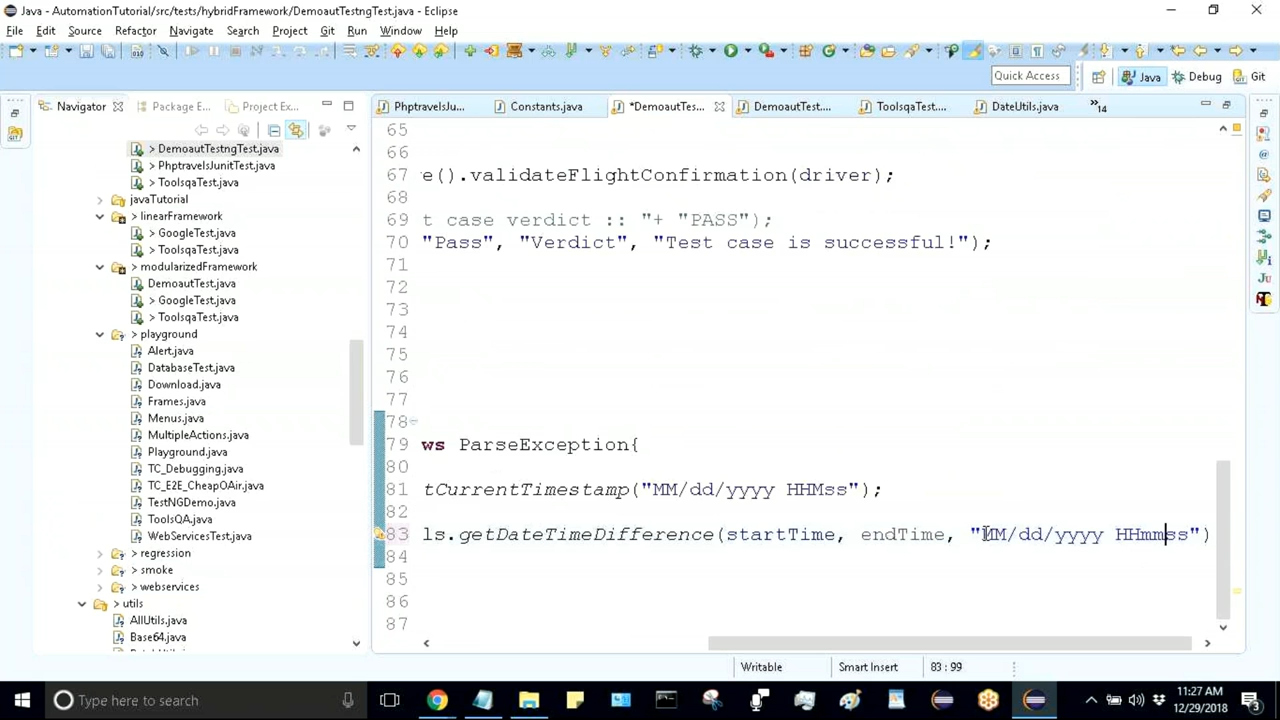 Java - AutomationTutorial/src/tests/hybridFramework/DemoautTestngTest.java - Eclipse
File Edit Source Refactor Navigate Search Project Git Run Window Help
Quick Access Java Debug Git
Navigator Package E... Project Ex...
PhptravelsJu... Constants.java *DemoautTes... DemoautTest.... ToolsqaTest.... DateUtils.java »14
> DemoautTestngTest.java
> PhptravelsJunitTest.java
> ToolsqaTest.java
javaTutorial
> linearFramework
> GoogleTest.java
> ToolsqaTest.java
> modularizedFramework
DemoautTest.java
> GoogleTest.java
> ToolsqaTest.java
> playground
Alert.java
DatabaseTest.java
Download.java
Frames.java
Menus.java
MultipleActions.java
Playground.java
TC_Debugging.java
TC_E2E_CheapOAir.java
TestNGDemo.java
ToolsQA.java
WebServicesTest.java
> regression
> smoke
> webservices
> utils
AllUtils.java
Base64.java
65
66
67 e().validateFlightConfirmation(driver);
68
69 t case verdict :: "+ "PASS");
70 "Pass", "Verdict", "Test case is successful!");
71
72
73
74
75
76
77
78
79 ws ParseException{
80
81 tCurrentTimestamp("MM/dd/yyyy HHMss");
82
83 ls.getDateTimeDifference(startTime, endTime, "MM/dd/yyyy HHmmss")
84
85
86
87
Writable Smart Insert 83 : 99
Type here to search
11:27 AM
12/29/2018
3